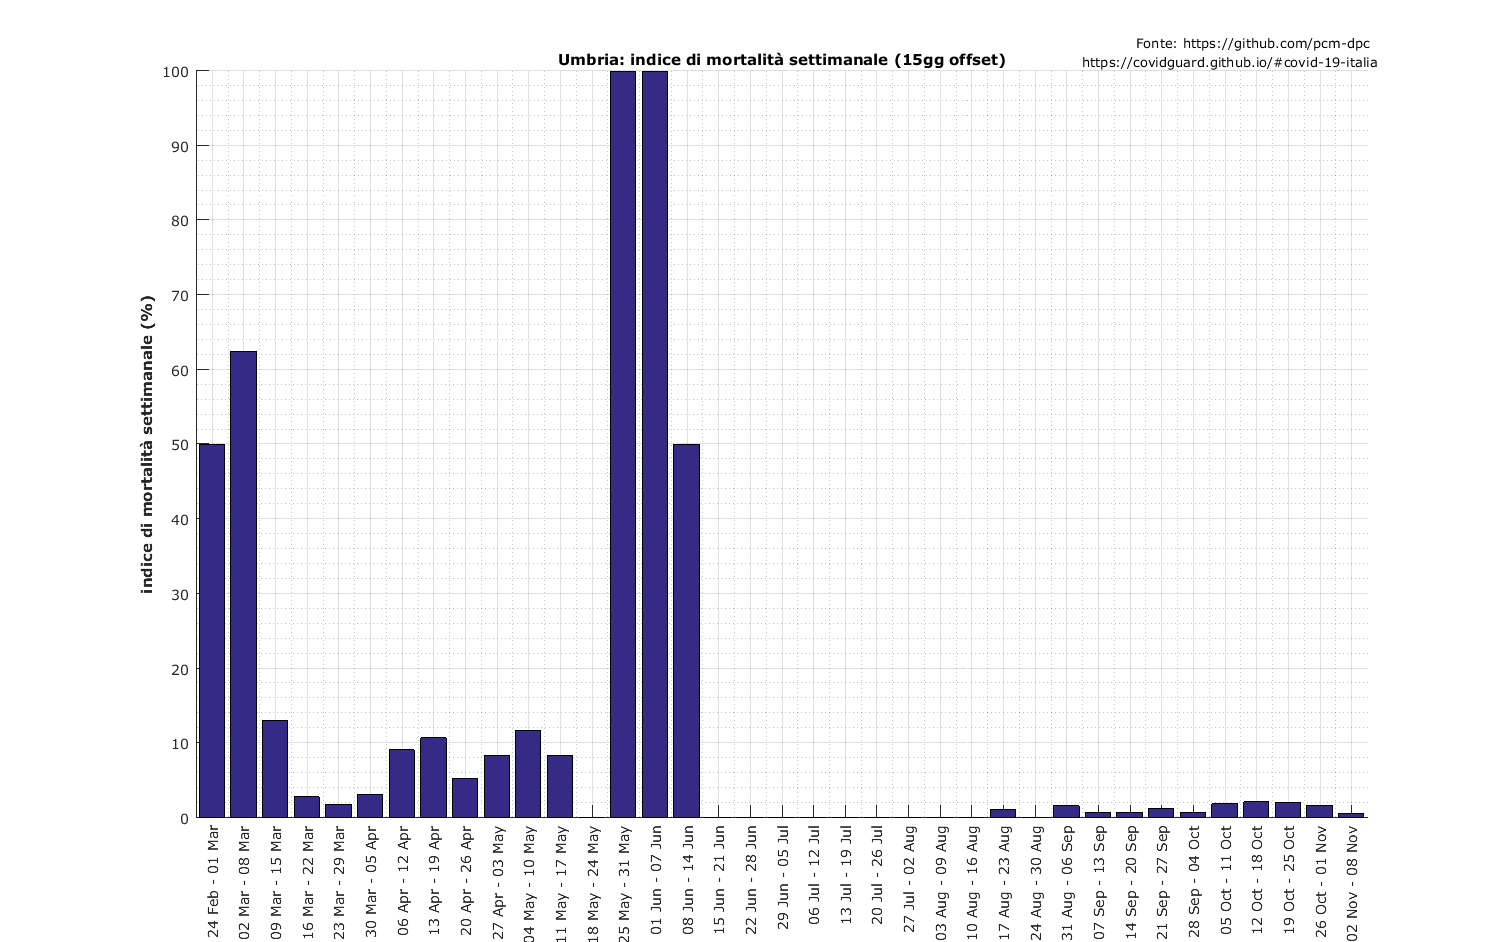 Fonte: https://github.com/pcm-dpc
Umbria: indice di mortalità settimanale (15gg offset)
https://covidguard.github.io/#covid-19-italia
indice di mortalità settimanale (%)
100
90
80
70
60
50
40
30
20
10
0
24 Feb - 01 Mar
02 Mar - 08 Mar
09 Mar - 15 Mar
16 Mar - 22 Mar
23 Mar - 29 Mar
30 Mar - 05 Apr
06 Apr - 12 Apr
13 Apr - 19 Apr
20 Apr - 26 Apr
27 Apr - 03 May
04 May - 10 May
11 May - 17 May
18 May - 24 May
25 May - 31 May
01 Jun - 07 Jun
08 Jun - 14 Jun
15 Jun - 21 Jun
22 Jun - 28 Jun
29 Jun - 05 Jul
06 Jul - 12 Jul
13 Jul - 19 Jul
20 Jul - 26 Jul
27 Jul - 02 Aug
03 Aug - 09 Aug
10 Aug - 16 Aug
17 Aug - 23 Aug
24 Aug - 30 Aug
31 Aug - 06 Sep
07 Sep - 13 Sep
14 Sep - 20 Sep
21 Sep - 27 Sep
28 Sep - 04 Oct
05 Oct - 11 Oct
12 Oct - 18 Oct
19 Oct - 25 Oct
26 Oct - 01 Nov
02 Nov - 08 Nov